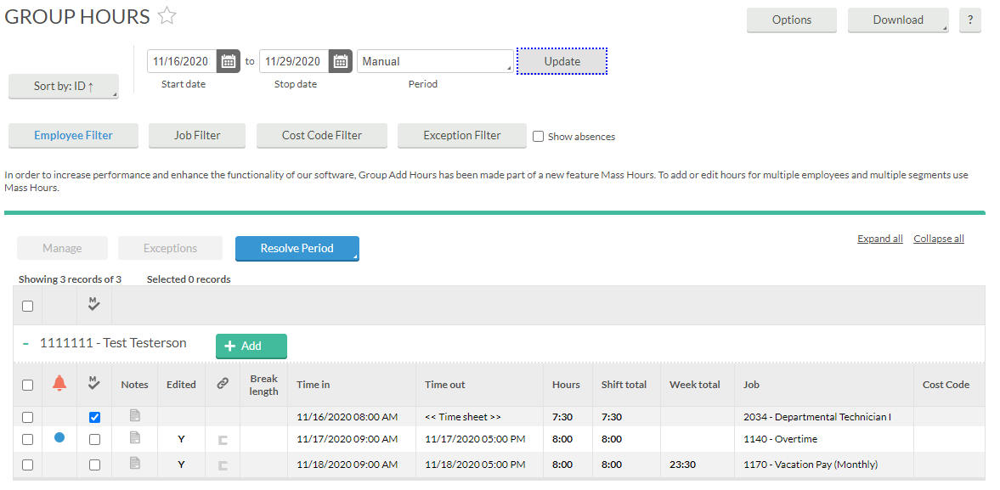 GROUP HOURS
Options
Download
?
11/16/2020 to 11/29/2020 Manual Update
Sort by: ID ↑
Start date Stop date Period
Employee Filter Job Filter Cost Code Filter Exception Filter Show absences
In order to increase performance and enhance the functionality of our software, Group Add Hours has been made part of a new feature Mass Hours. To add or edit hours for multiple employees and multiple segments use
Mass Hours.
Manage Exceptions Resolve Period Expand all Collapse all
Showing 3 records of 3 Selected 0 records
M
- 1111111 - Test Testerson + Add
M Notes Edited Break length Time in Time out Hours Shift total Week total Job Cost Code
11/16/2020 08:00 AM << Time sheet >> 7:30 7:30 2034 - Departmental Technician I
Y 11/17/2020 09:00 AM 11/17/2020 05:00 PM 8:00 8:00 1140 - Overtime
Y 11/18/2020 09:00 AM 11/18/2020 05:00 PM 8:00 8:00 23:30 1170 - Vacation Pay (Monthly)